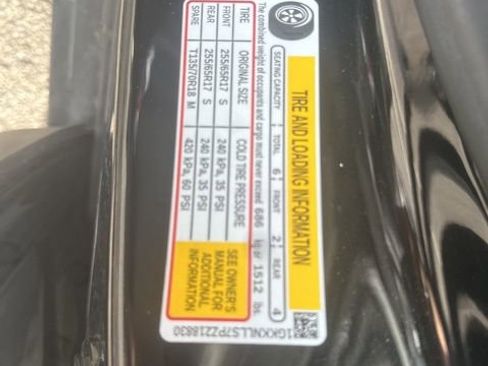 TIRE AND LOADING INFORMATION
SEATING CAPACITY TOTAL 6 FRONT 2 REAR 4
The combined weight of occupants and cargo must never exceed 686 kg or 1512 lbs.
TIRE ORIGINAL SIZE COLD TIRE PRESSURE
FRONT 255/65R17 S 240 kPa, 35 PSI
REAR 255/65R17 S 240 kPa, 35 PSI
SPARE T135/70R18 M 420 kPa, 60 PSI
SEE OWNER'S
MANUAL FOR
ADDITIONAL
INFORMATION
1GKKNLLS7PZ218830